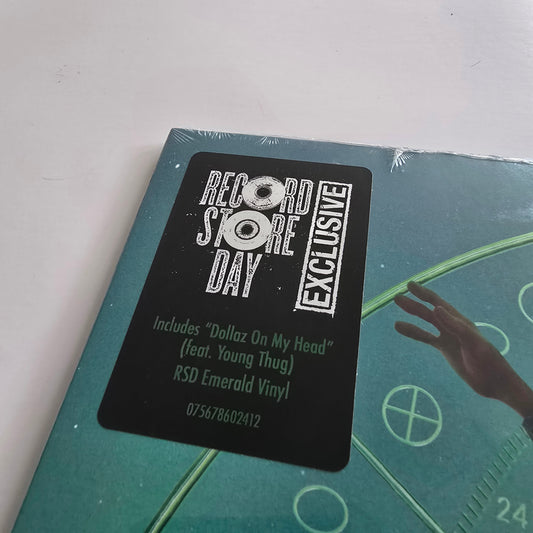 RECORD
STORE
DAY
EXCLUSIVE
Includes "Dollaz On My Head"
(feat. Young Thug)
RSD Emerald Vinyl
075678602412
24